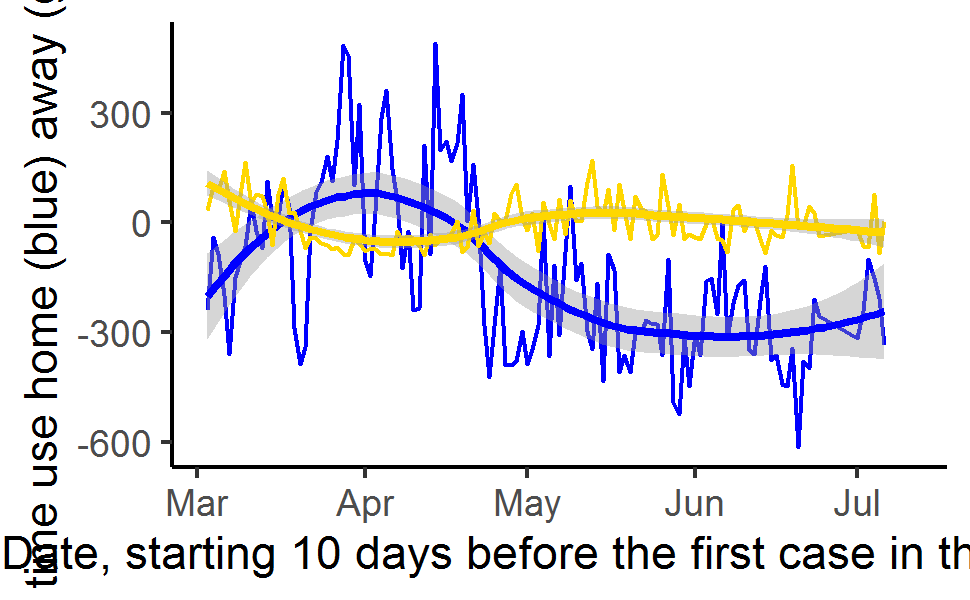 time use home (blue) away (
300
0
-300
-600
Mar Apr May Jun Jul
Date, starting 10 days before the first case in th